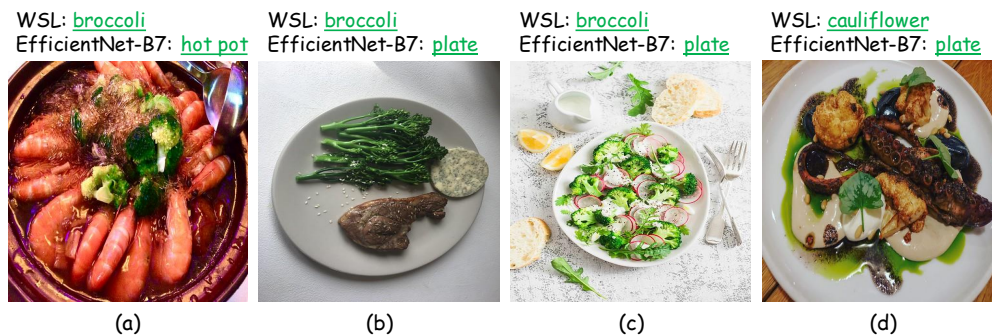 WSL: broccoli
EfficientNet-B7: hot pot
WSL: broccoli
EfficientNet-B7: plate
WSL: broccoli
EfficientNet-B7: plate
WSL: cauliflower
EfficientNet-B7: plate
(a)
(b)
(c)
(d)